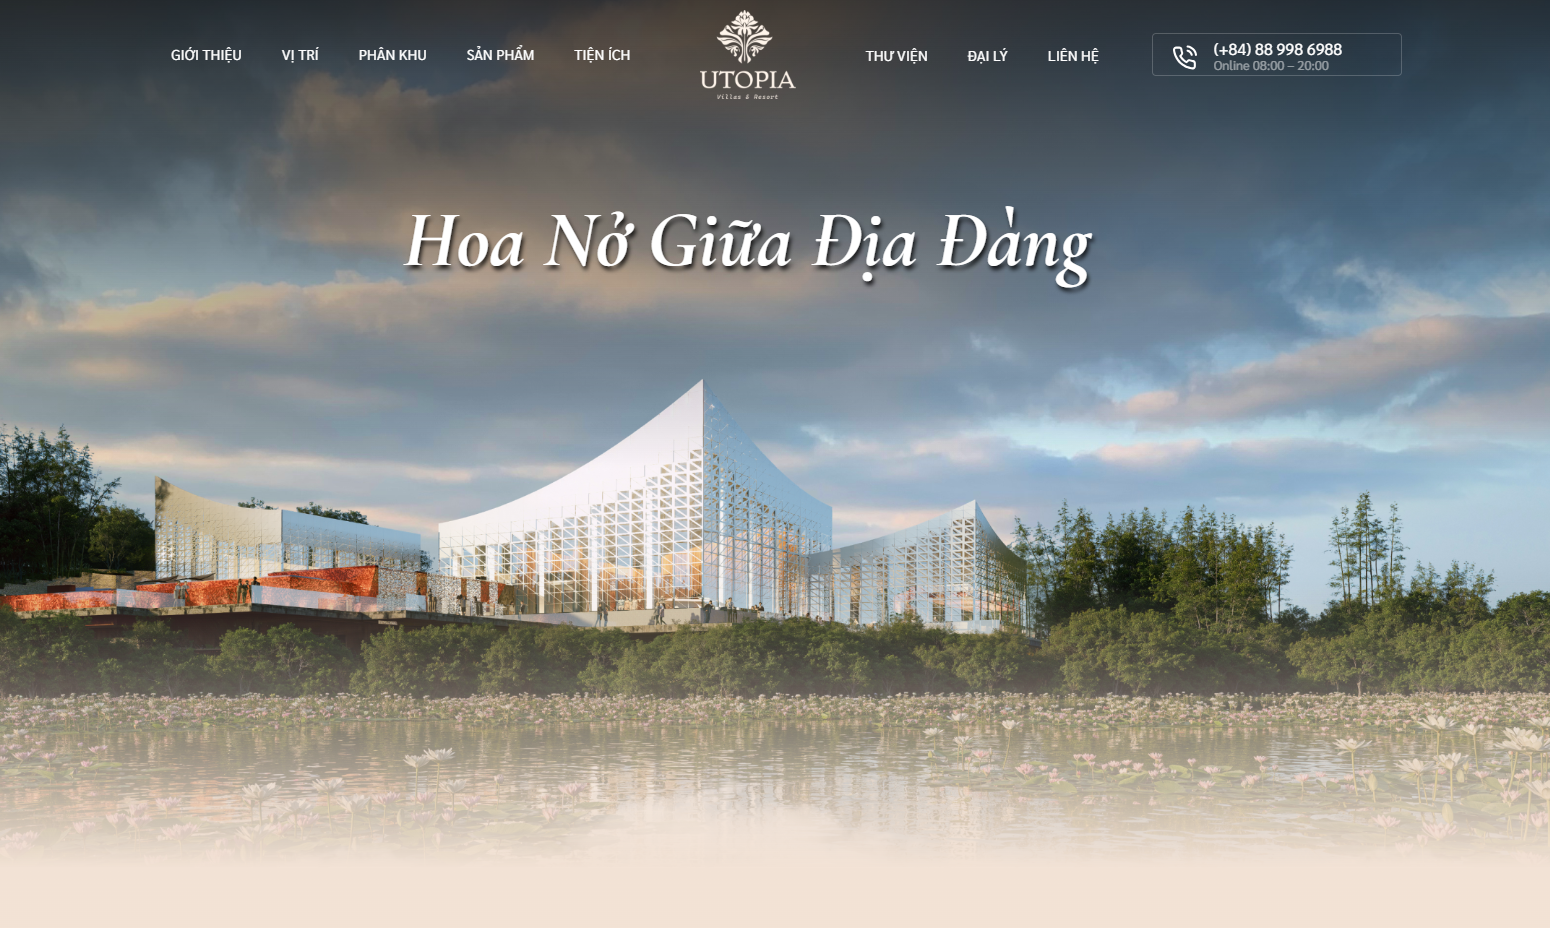 GIỚI THIỆU
VỊ TRÍ
PHÂN KHU
SẢN PHẨM
TIỆN ÍCH
UTOPIA
Villas & Resort
THƯ VIỆN
ĐẠI LÝ
LIÊN HỆ
(+84) 88 998 6988
Online 08:00 – 20:00
Hoa Nở Giữa Địa Đàng